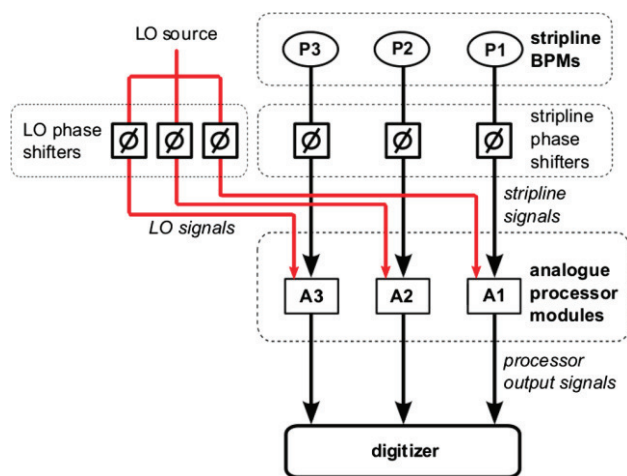 LO source
P3
P2
P1
stripline
BPMs
LO phase
shifters
Ø
Ø
Ø
Ø
Ø
Ø
stripline
phase
shifters
LO signals
stripline
signals
A3
A2
A1
analogue
processor
modules
processor
output signals
digitizer